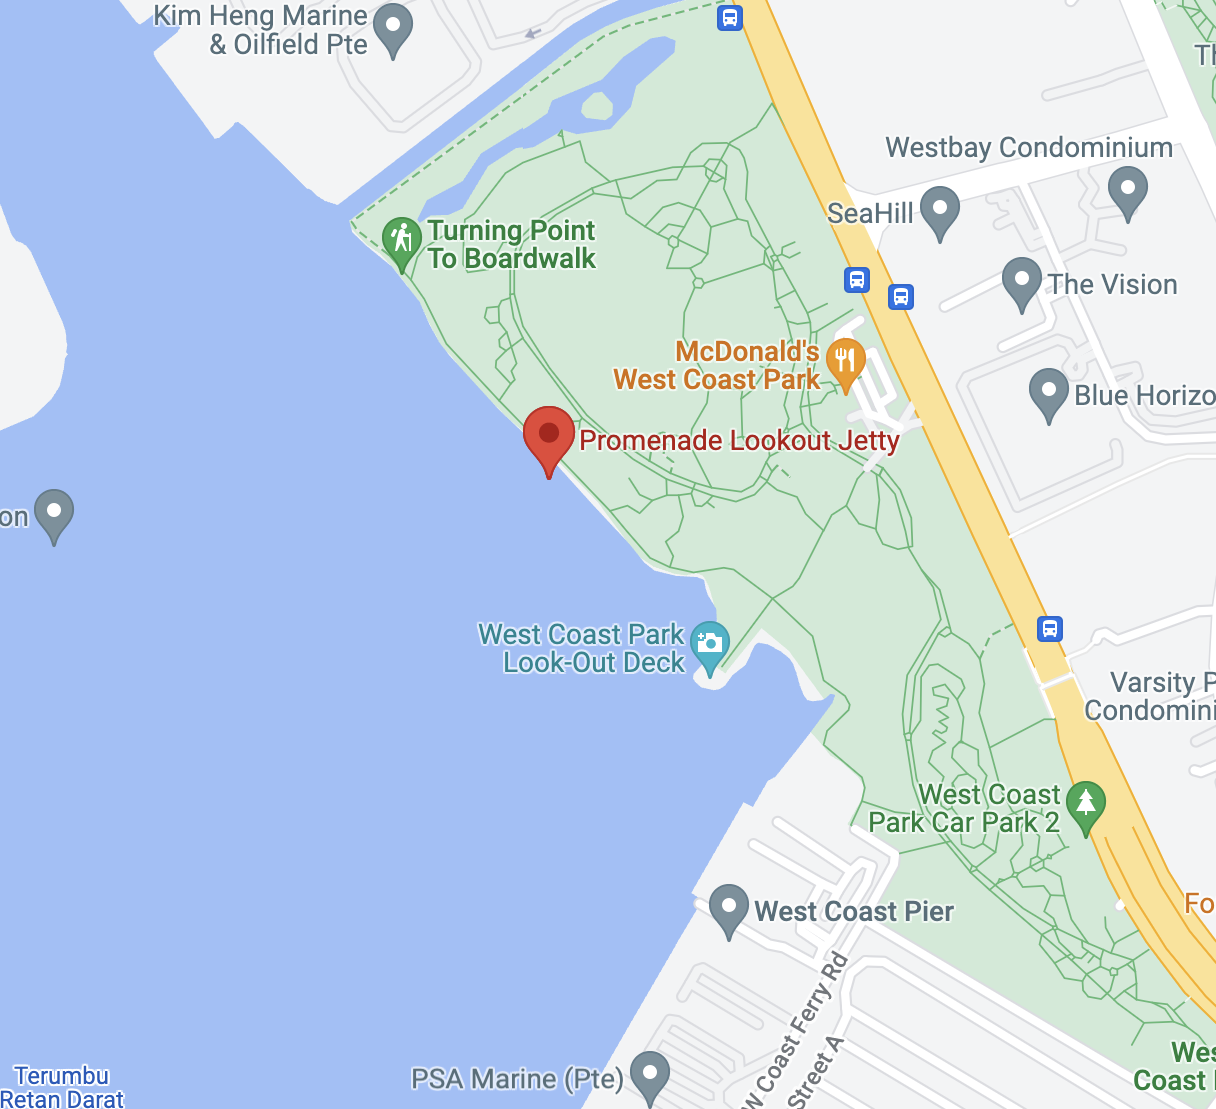 Kim Heng Marine
& Oilfield Pte
Westbay Condominium
SeaHill
Turning Point
To Boardwalk
The Vision
McDonald's
West Coast Park
Blue Horizo
Promenade Lookout Jetty
on
West Coast Park
Look-Out Deck
Varsity P
Condomini
West Coast
Park Car Park 2
Fo
West Coast Pier
W Coast Ferry Rd
Street A
Wes
Coast
PSA Marine (Pte)
Terumbu
Retan Darat